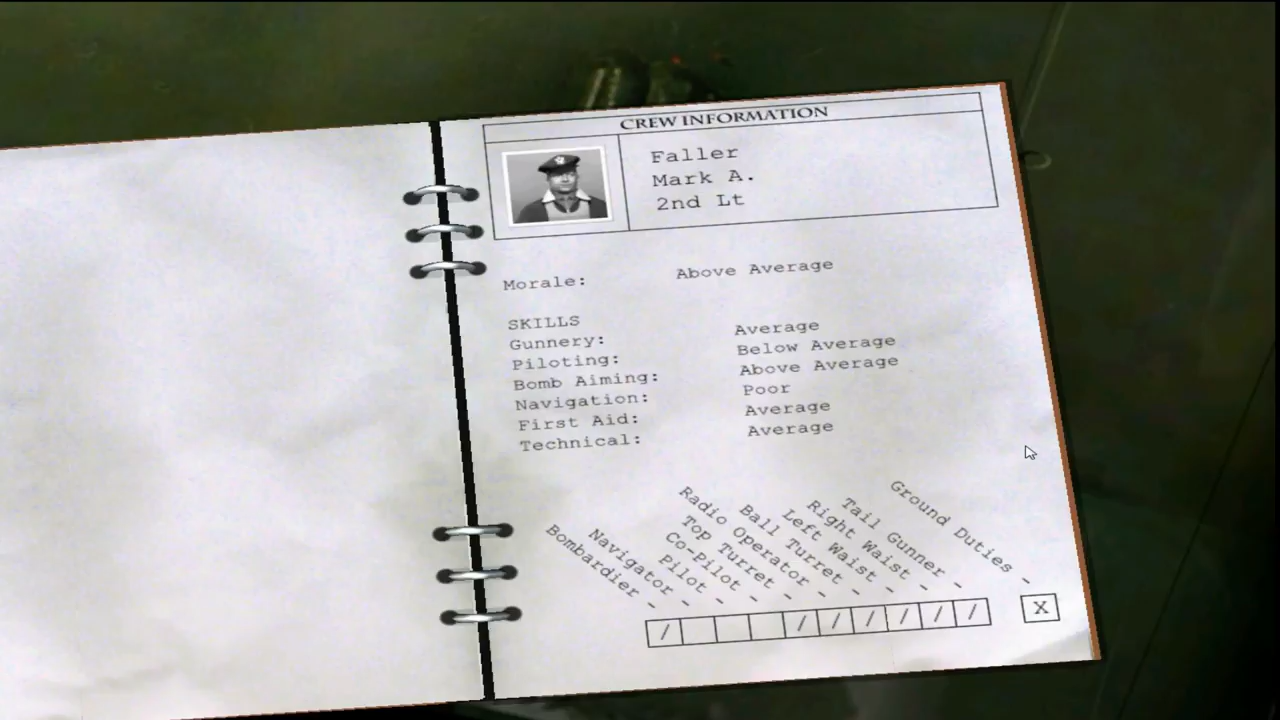 CREW INFORMATION
Faller
Mark A.
2nd Lt
Morale: Above Average
SKILLS
Gunnery: Average
Piloting: Below Average
Bomb Aiming: Above Average
Navigation: Poor
First Aid: Average
Technical: Average
Bombardier -
Navigator -
Pilot -
Co-Pilot -
Top Turret -
Radio Operator -
Ball Turret -
Left Waist -
Right Waist -
Tail Gunner -
Ground Duties -
/ / / / / / / X